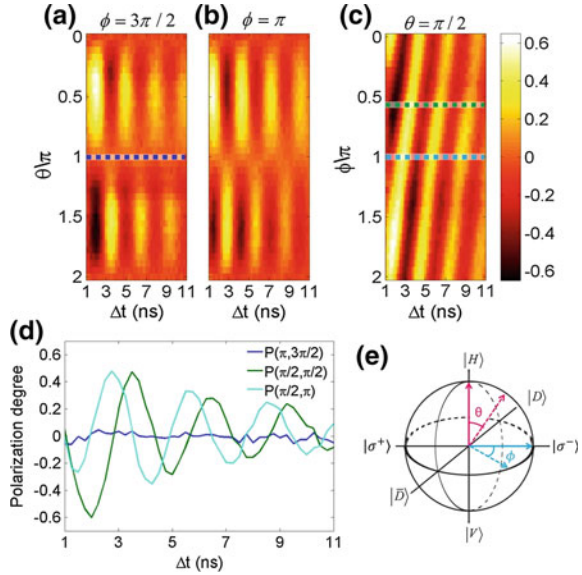 (a) ϕ = 3π / 2 (b) ϕ = π (c) θ = π / 2
0
0.5
1
1.5
2
θ\π
1 3 5 7 9 11
Δt (ns)
1 3 5 7 9 11
Δt (ns)
0
0.5
1
1.5
2
ϕ\π
1 3 5 7 9 11
Δt (ns)
0.6
0.4
0.2
0
-0.2
-0.4
-0.6
(d)
Polarization degree
0.6
0.4
0.2
0
-0.2
-0.4
-0.6
P(π,3π/2)
P(π/2,π/2)
P(π/2,π)
1 3 5 7 9 11
Δt (ns)
(e)
|H⟩
|D⟩
θ
|σ⁺⟩
|σ⁻⟩
ϕ
|D̄⟩
|V⟩